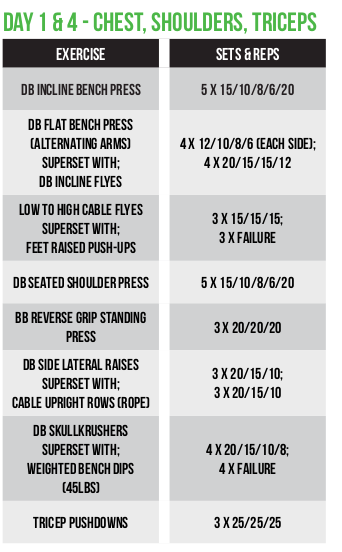 DAY 1 & 4 - CHEST, SHOULDERS, TRICEPS
EXERCISE
SETS & REPS
DB INCLINE BENCH PRESS
5 X 15/10/8/6/20
DB FLAT BENCH PRESS
(ALTERNATING ARMS)
SUPERSET WITH;
DB INCLINE FLYES
4 X 12/10/8/6 (EACH SIDE);
4 X 20/15/15/12
LOW TO HIGH CABLE FLYES
SUPERSET WITH;
FEET RAISED PUSH-UPS
3 X 15/15/15;
3 X FAILURE
DB SEATED SHOULDER PRESS
5 X 15/10/8/6/20
BB REVERSE GRIP STANDING
PRESS
3 X 20/20/20
DB SIDE LATERAL RAISES
SUPERSET WITH;
CABLE UPRIGHT ROWS (ROPE)
3 X 20/15/10;
3 X 20/15/10
DB SKULLKRUSHERS
SUPERSET WITH;
WEIGHTED BENCH DIPS
(45LBS)
4 X 20/15/10/8;
4 X FAILURE
TRICEP PUSHDOWNS
3 X 25/25/25